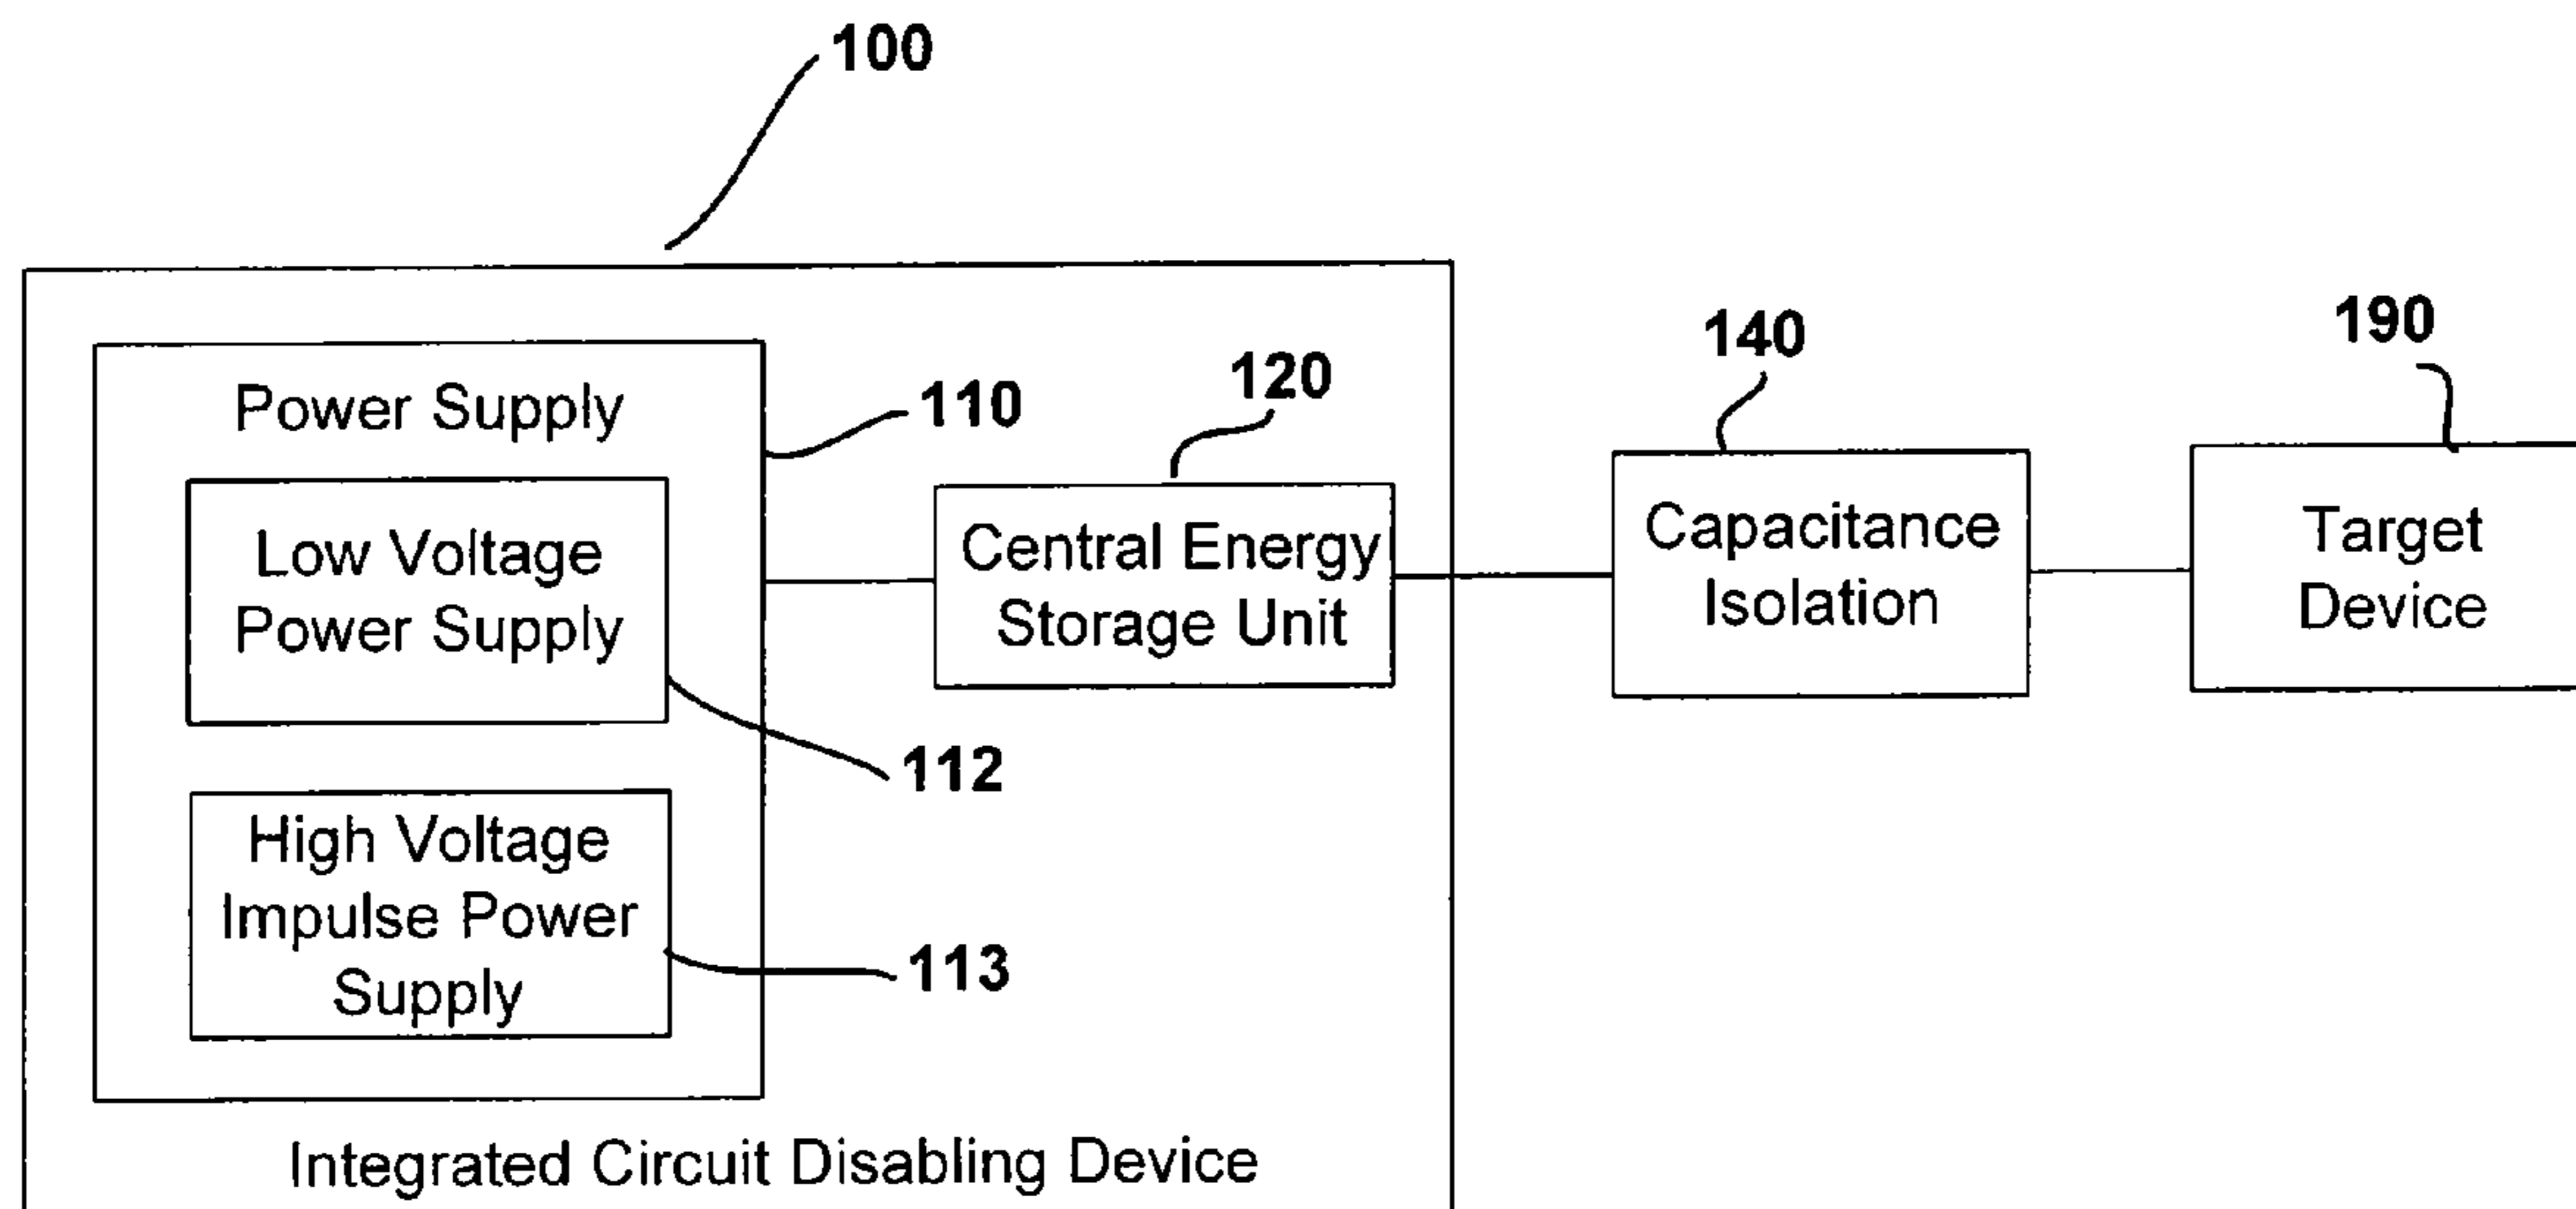 100
140
190
Power Supply
110
120
Low Voltage
Power Supply
Central Energy
Storage Unit
Capacitance
Isolation
Target
Device
112
High Voltage
Impulse Power
Supply
113
Integrated Circuit Disabling Device